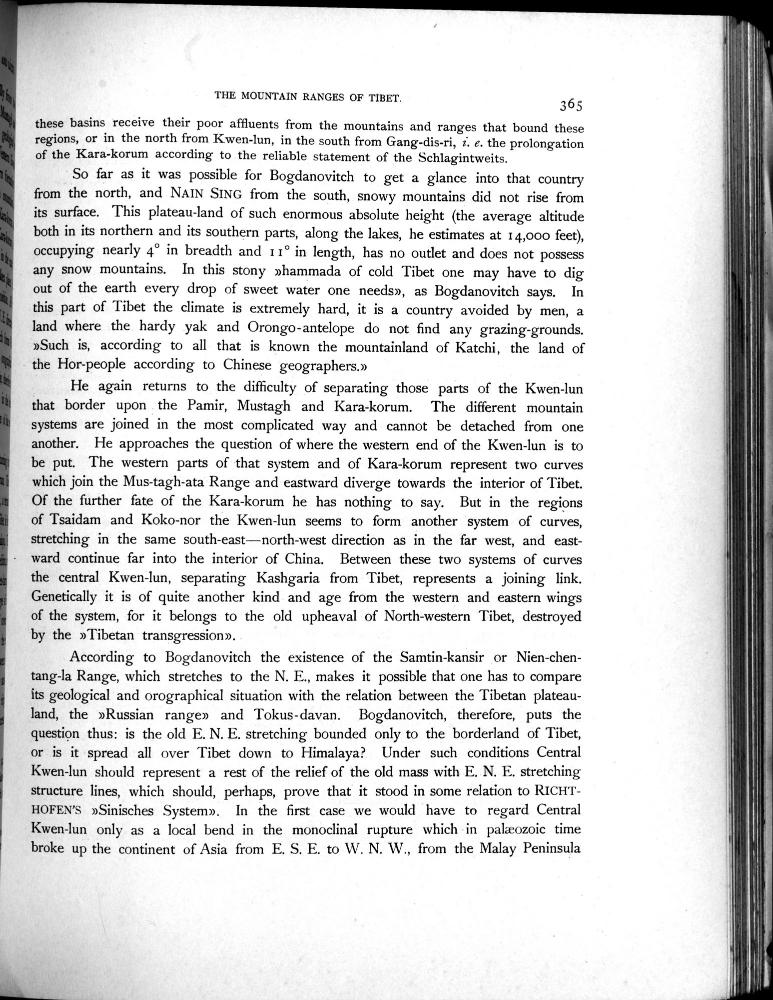 THE MOUNTAIN RANGES OF TIBET.
365
these basins receive their poor affluents from the mountains and ranges that bound these
regions, or in the north from Kwen-lun, in the south from Gang-dis-ri, i. e. the prolongation
of the Kara-korum according to the reliable statement of the Schlagintweits.
So far as it was possible for Bogdanovitch to get a glance into that country
from the north, and NAIN SING from the south, snowy mountains did not rise from
its surface. This plateau-land of such enormous absolute height (the average altitude
both in its northern and its southern parts, along the lakes, he estimates at 14,000 feet),
occupying nearly 4° in breadth and 11° in length, has no outlet and does not possess
any snow mountains. In this stony »hammada of cold Tibet one may have to dig
out of the earth every drop of sweet water one needs», as Bogdanovitch says. In
this part of Tibet the climate is extremely hard, it is a country avoided by men, a
land where the hardy yak and Orongo-antelope do not find any grazing-grounds.
»Such is, according to all that is known the mountainland of Katchi, the land of
the Hor-people according to Chinese geographers.»
He again returns to the difficulty of separating those parts of the Kwen-lun
that border upon the Pamir, Mustagh and Kara-korum. The different mountain
systems are joined in the most complicated way and cannot be detached from one
another. He approaches the question of where the western end of the Kwen-lun is to
be put. The western parts of that system and of Kara-korum represent two curves
which join the Mus-tagh-ata Range and eastward diverge towards the interior of Tibet.
Of the further fate of the Kara-korum he has nothing to say. But in the regions
of Tsaidam and Koko-nor the Kwen-lun seems to form another system of curves,
stretching in the same south-east—north-west direction as in the far west, and east-
ward continue far into the interior of China. Between these two systems of curves
the central Kwen-lun, separating Kashgaria from Tibet, represents a joining link.
Genetically it is of quite another kind and age from the western and eastern wings
of the system, for it belongs to the old upheaval of North-western Tibet, destroyed
by the »Tibetan transgression».
According to Bogdanovitch the existence of the Samtin-kansir or Nien-chen-
tang-la Range, which stretches to the N. E., makes it possible that one has to compare
its geological and orographical situation with the relation between the Tibetan plateau-
land, the »Russian range» and Tokus-davan. Bogdanovitch, therefore, puts the
question thus: is the old E. N. E. stretching bounded only to the borderland of Tibet,
or is it spread all over Tibet down to Himalaya? Under such conditions Central
Kwen-lun should represent a rest of the relief of the old mass with E. N. E. stretching
structure lines, which should, perhaps, prove that it stood in some relation to RICHT-
HOFEN'S »Sinisches System». In the first case we would have to regard Central
Kwen-lun only as a local bend in the monoclinal rupture which in palæozoic time
broke up the continent of Asia from E. S. E. to W. N. W., from the Malay Peninsula